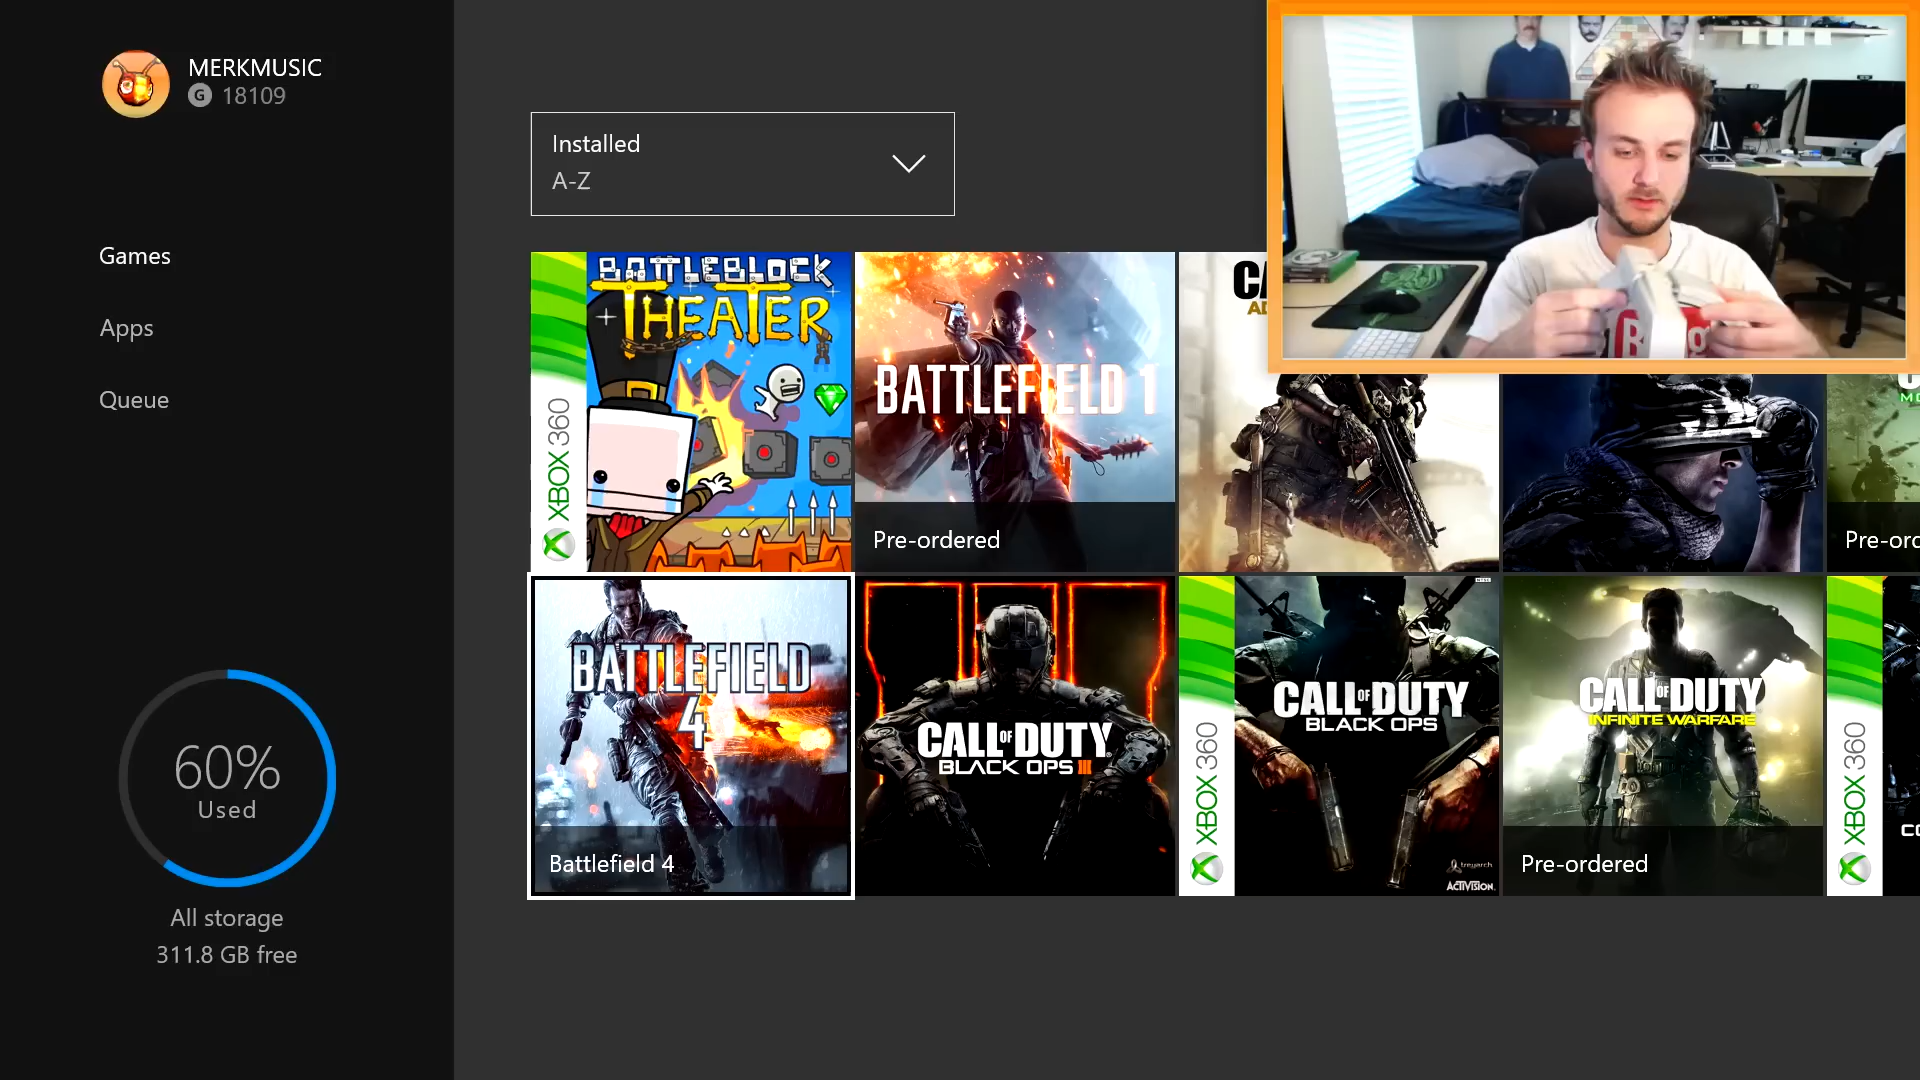 MERKMUSIC
G 18109
Games
Apps
Queue
60%
Used
All storage
311.8 GB free
Installed
A-Z
XBOX 360
BATTLEBLOCK
THEATER
BATTLEFIELD 1
Pre-ordered
BATTLEFIELD
4
Battlefield 4
CALL OF DUTY
BLACK OPS III
XBOX 360
CALL OF DUTY
BLACK OPS
treyarch
ACTIVISION
CALL OF DUTY
INFINITE WARFARE
Pre-ordered
XBOX 360